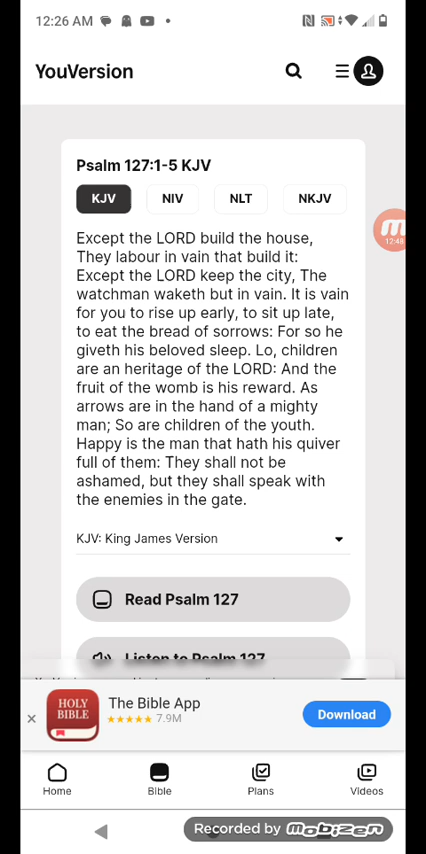 12:26 AM
YouVersion
Psalm 127:1-5 KJV
KJV NIV NLT NKJV
12:48
Except the LORD build the house,
They labour in vain that build it:
Except the LORD keep the city, The
watchman waketh but in vain. It is vain
for you to rise up early, to sit up late,
to eat the bread of sorrows: For so he
giveth his beloved sleep. Lo, children
are an heritage of the LORD: And the
fruit of the womb is his reward. As
arrows are in the hand of a mighty
man; So are children of the youth.
Happy is the man that hath his quiver
full of them: They shall not be
ashamed, but they shall speak with
the enemies in the gate.
KJV: King James Version
Read Psalm 127
Listen to Psalm 127
HOLY
BIBLE
The Bible App
7.9M
Download
Home Bible Plans Videos
Recorded by mobizen